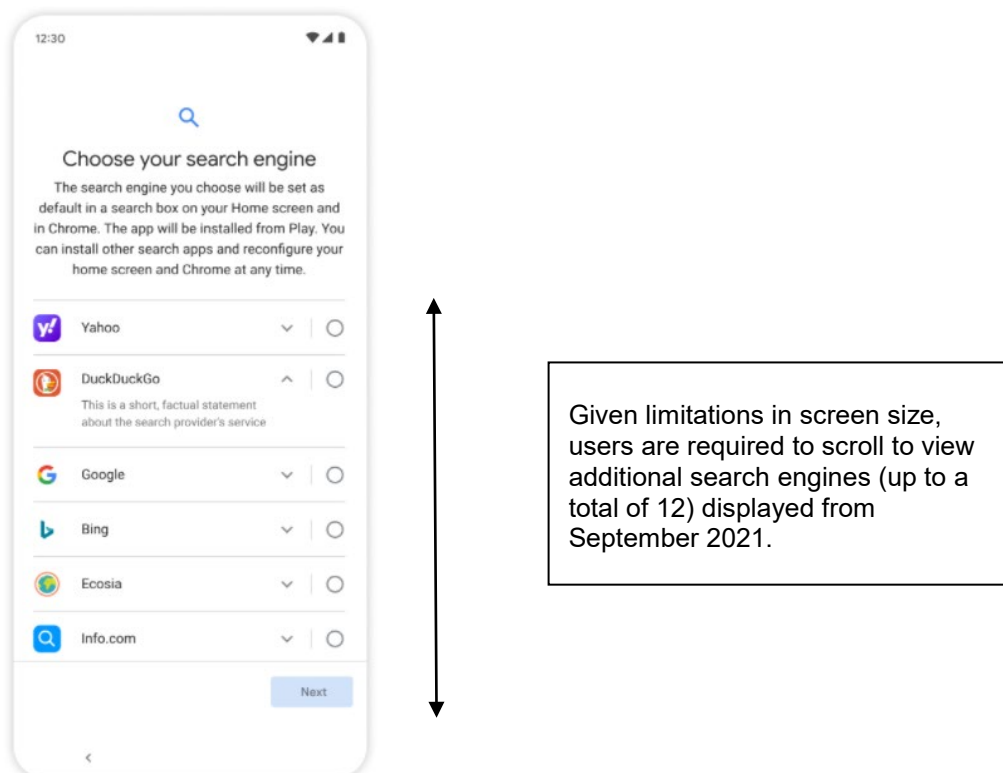 12:30
Choose your search engine
The search engine you choose will be set as
default in a search box on your Home screen and
in Chrome. The app will be installed from Play. You
can install other search apps and reconfigure your
home screen and Chrome at any time.
y!
Yahoo
DuckDuckGo
This is a short, factual statement
about the search provider's service
Google
Bing
Ecosia
Info.com
Next
Given limitations in screen size,
users are required to scroll to view
additional search engines (up to a
total of 12) displayed from
September 2021.